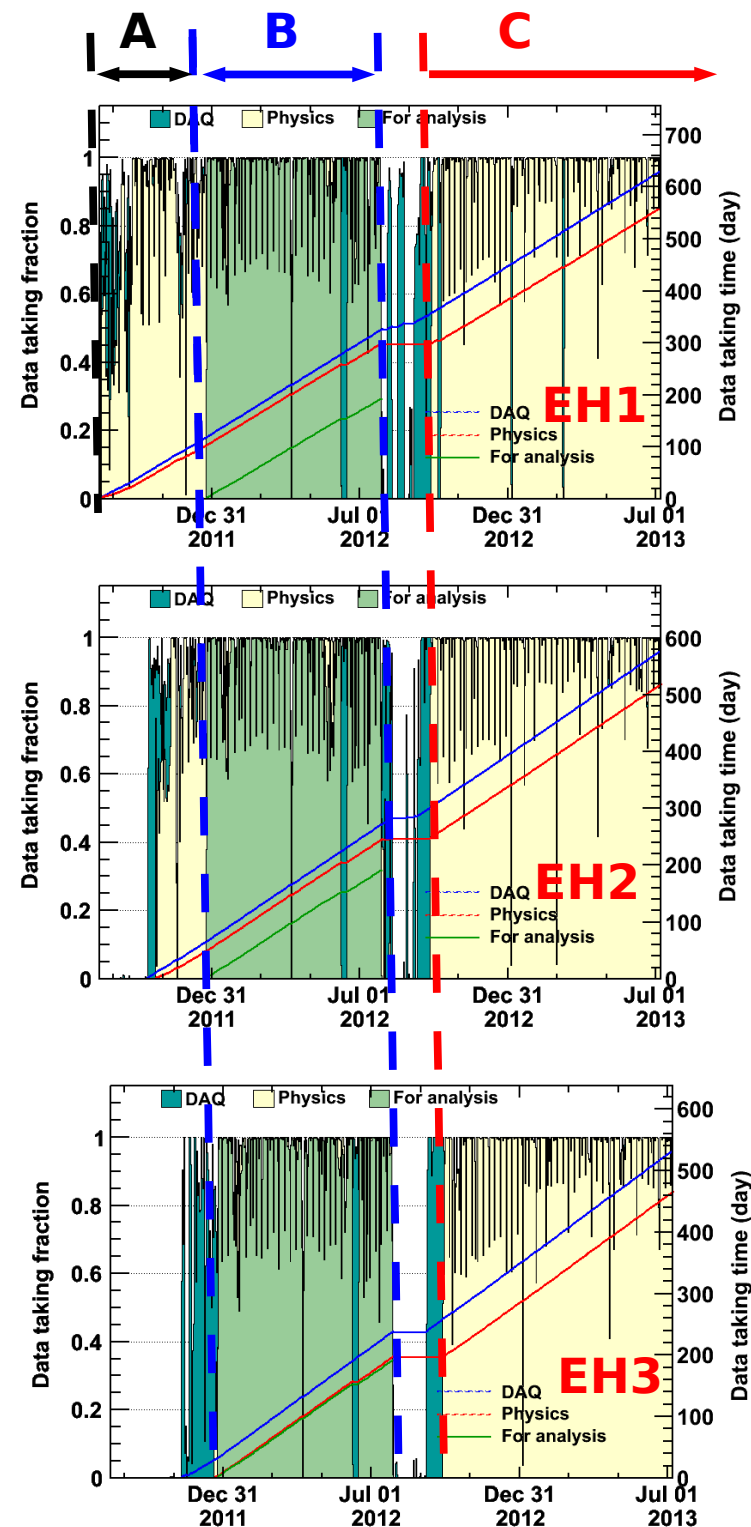 A B C
DAQ Physics For analysis
Data taking fraction
Data taking time (day)
1
0.8
0.6
0.4
0.2
0
700
600
500
400
300
200
100
0
EH1
DAQ
Physics
For analysis
Dec 31 Jul 01 Dec 31 Jul 01
2011 2012 2012 2013
DAQ Physics For analysis
Data taking fraction
Data taking time (day)
1
0.8
0.6
0.4
0.2
0
600
500
400
300
200
100
0
EH2
DAQ
Physics
For analysis
Dec 31 Jul 01 Dec 31 Jul 01
2011 2012 2012 2013
DAQ Physics For analysis
Data taking fraction
Data taking time (day)
1
0.8
0.6
0.4
0.2
0
600
500
400
300
200
100
0
EH3
DAQ
Physics
For analysis
Dec 31 Jul 01 Dec 31 Jul 01
2011 2012 2012 2013